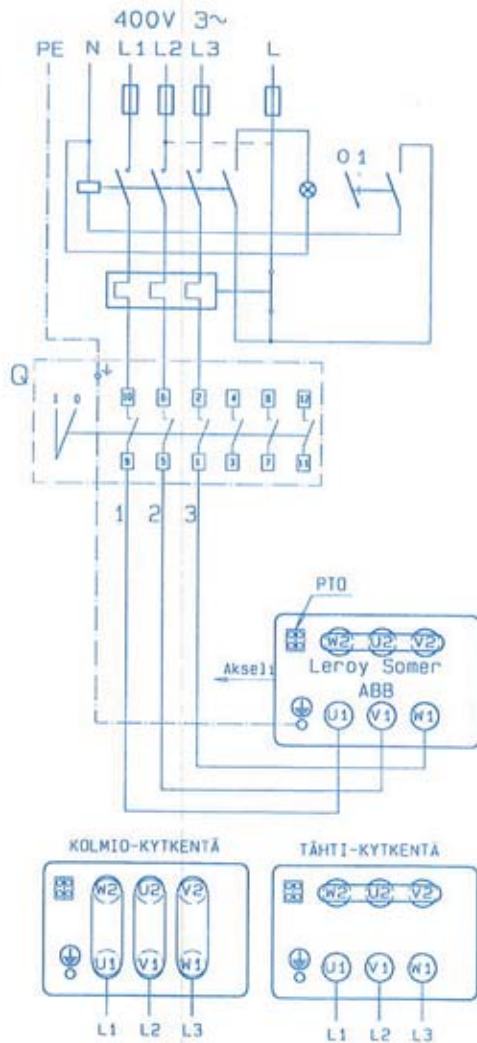 400V 3~
PE N L1 L2 L3 L
0 1
Q
1 0
10 6 2 4 8 12
9 5 1 3 7 11
1 2 3
PTO
W2 U2 V2
Akseli
Leroy Somer
ABB
U1 V1 W1
KOLMIO-KYTKENTÄ
W2 U2 V2
U1 V1 W1
L1 L2 L3
TÄHTI-KYTKENTÄ
W2 U2 V2
U1 V1 W1
L1 L2 L3